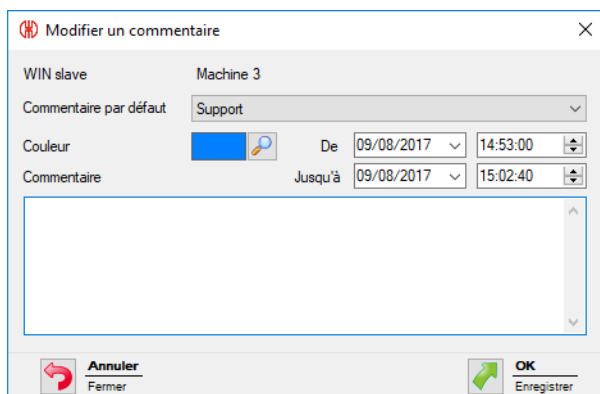 Modifier un commentaire
WIN slave Machine 3
Commentaire par défaut Support
Couleur De 09/08/2017 14:53:00
Commentaire Jusqu'à 09/08/2017 15:02:40
Annuler OK
Fermer Enregistrer